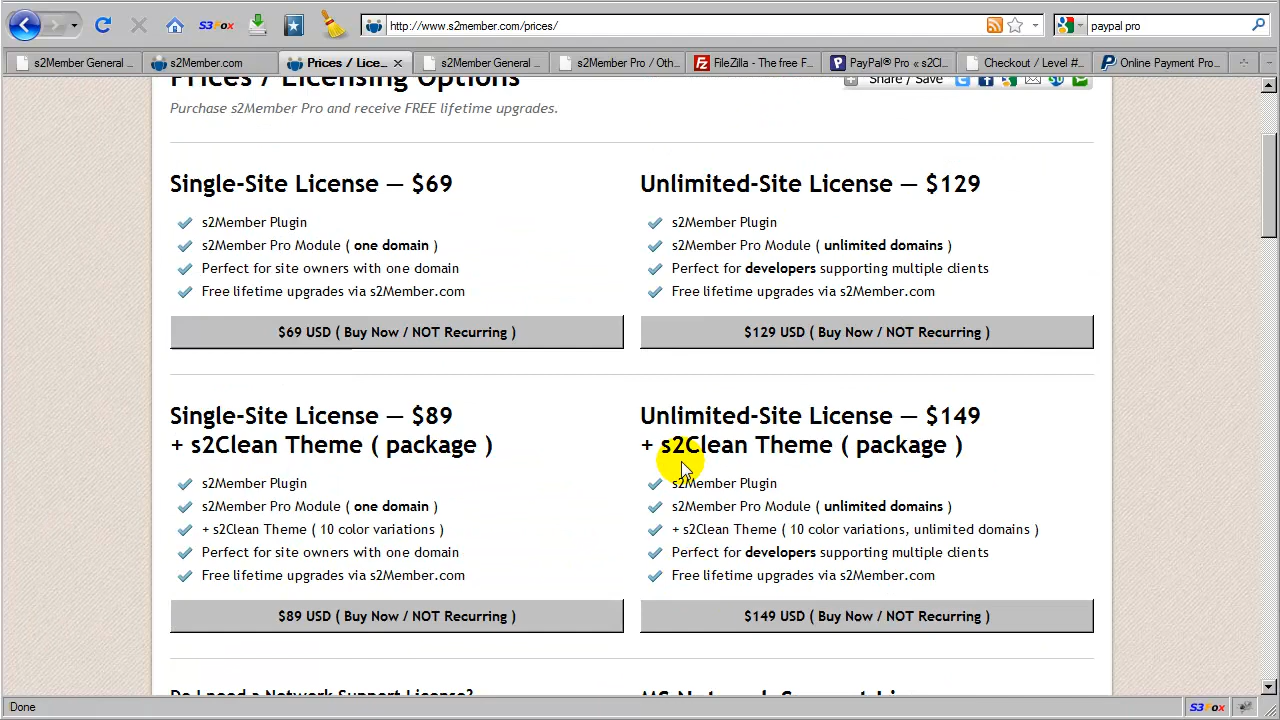 S3Fox
http://www.s2member.com/prices/
paypal pro
s2Member General ...
s2Member.com
Prices / Lice...
s2Member General ...
s2Member Pro / Oth...
FileZilla - The free F...
PayPal® Pro « s2Cl...
Checkout / Level #...
Online Payment Pro...
Prices / Licensing Options
Share / Save
Purchase s2Member Pro and receive FREE lifetime upgrades.
Single-Site License — $69
s2Member Plugin
s2Member Pro Module ( one domain )
Perfect for site owners with one domain
Free lifetime upgrades via s2Member.com
$69 USD ( Buy Now / NOT Recurring )
Unlimited-Site License — $129
s2Member Plugin
s2Member Pro Module ( unlimited domains )
Perfect for developers supporting multiple clients
Free lifetime upgrades via s2Member.com
$129 USD ( Buy Now / NOT Recurring )
Single-Site License — $89
+ s2Clean Theme ( package )
s2Member Plugin
s2Member Pro Module ( one domain )
+ s2Clean Theme ( 10 color variations )
Perfect for site owners with one domain
Free lifetime upgrades via s2Member.com
$89 USD ( Buy Now / NOT Recurring )
Unlimited-Site License — $149
+ s2Clean Theme ( package )
s2Member Plugin
s2Member Pro Module ( unlimited domains )
+ s2Clean Theme ( 10 color variations, unlimited domains )
Perfect for developers supporting multiple clients
Free lifetime upgrades via s2Member.com
$149 USD ( Buy Now / NOT Recurring )
Do I need a Network Support License?
Done
S3Fox